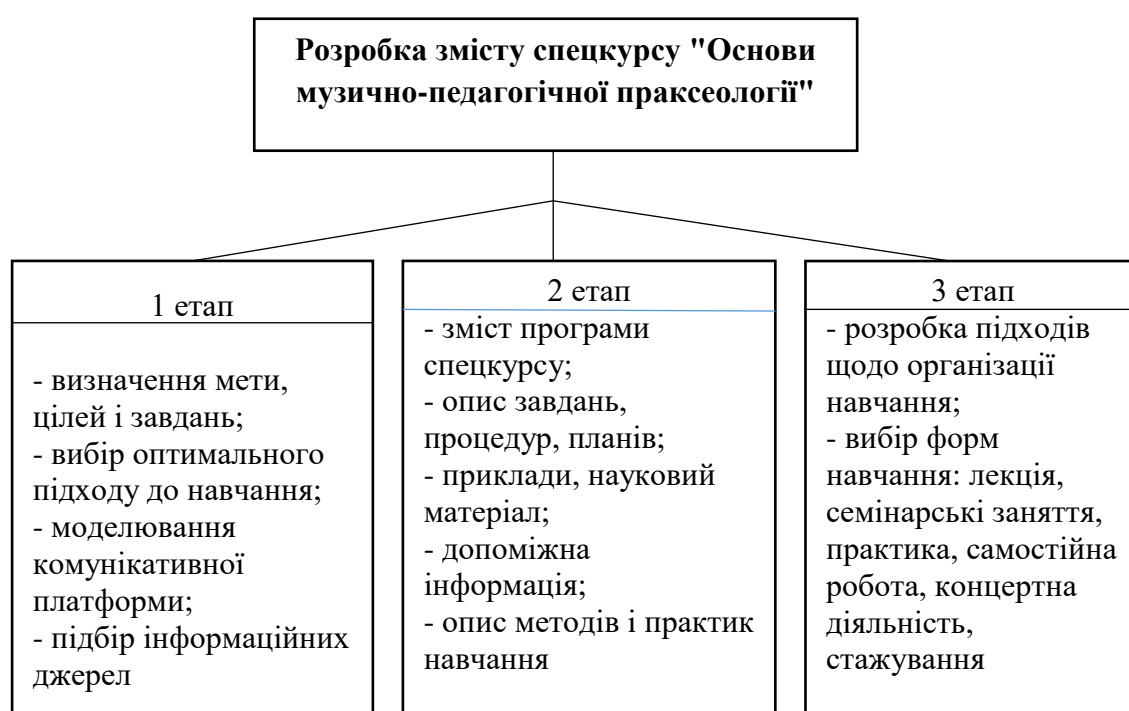 Розробка змісту спецкурсу "Основи
музично-педагогічної праксеології"
1 етап
- визначення мети,
цілей і завдань;
- вибір оптимального
підходу до навчання;
- моделювання
комунікативної
платформи;
- підбір інформаційних
джерел
2 етап
- зміст програми
спецкурсу;
- опис завдань,
процедур, планів;
- приклади, науковий
матеріал;
- допоміжна
інформація;
- опис методів і практик
навчання
3 етап
- розробка підходів
щодо організації
навчання;
- вибір форм
навчання: лекція,
семінарські заняття,
практика, самостійна
робота, концертна
діяльність,
стажування